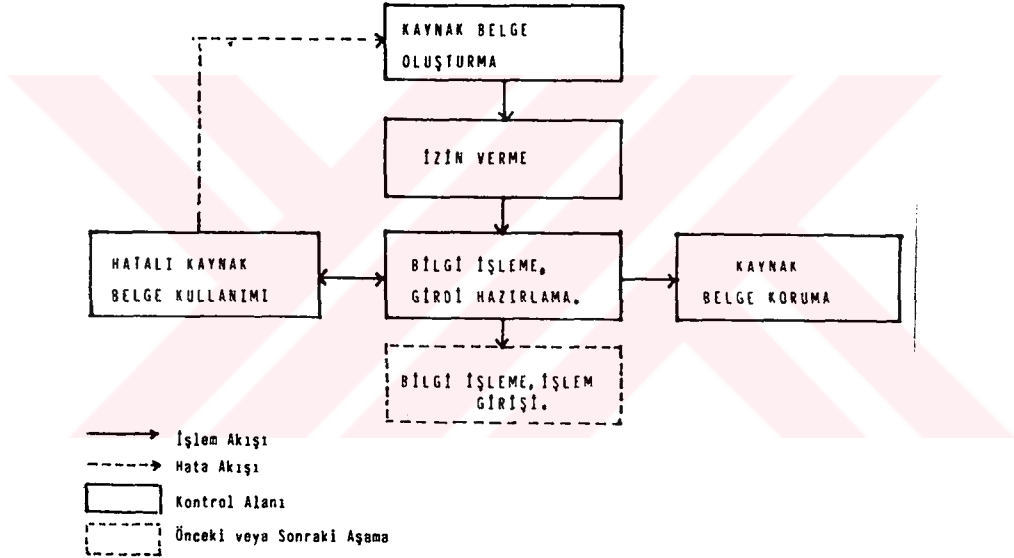 KAYNAK BELGE
OLUŞTURMA
İZİN VERME
HATALI KAYNAK
BELGE KULLANIMI
BİLGİ İŞLEME,
GİRDİ HAZIRLAMA.
KAYNAK
BELGE KORUMA
BİLGİ İŞLEME, İŞLEM
GİRİŞİ.
İşlem Akışı
Hata Akışı
Kontrol Alanı
Önceki veya Sonraki Aşama